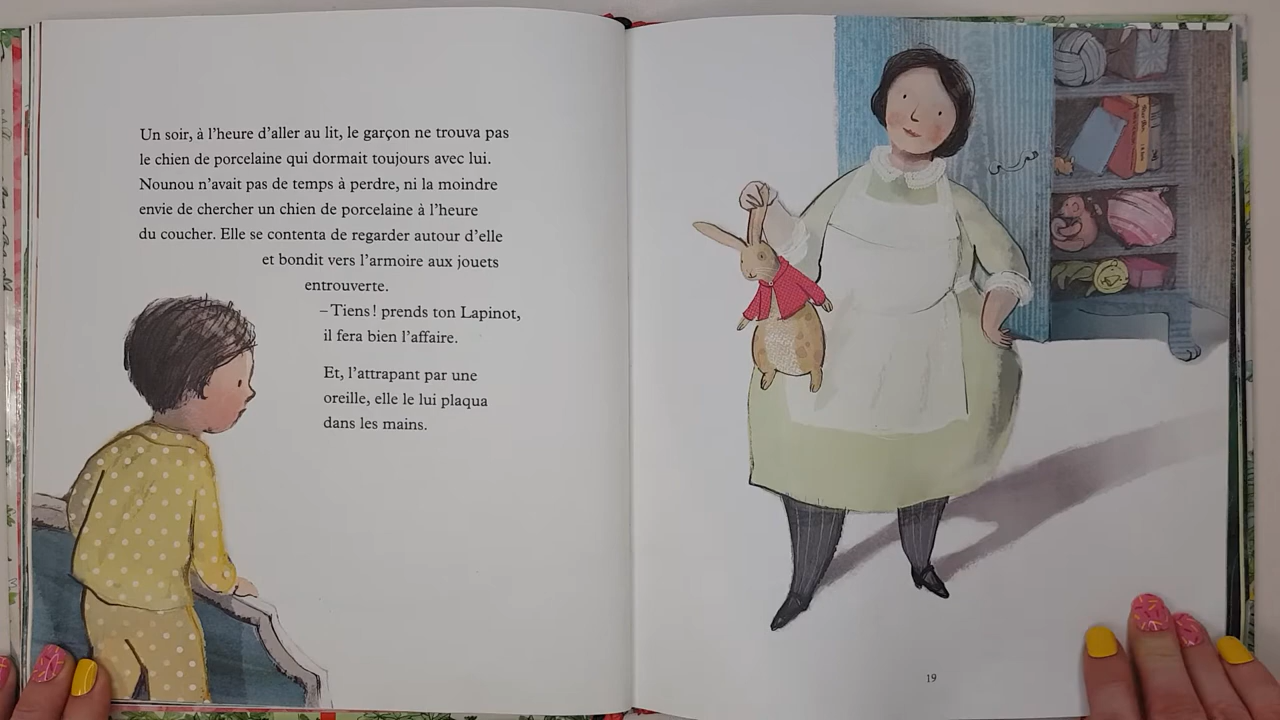 Un soir, à l'heure d'aller au lit, le garçon ne trouva pas
le chien de porcelaine qui dormait toujours avec lui.
Nounou n'avait pas de temps à perdre, ni la moindre
envie de chercher un chien de porcelaine à l'heure
du coucher. Elle se contenta de regarder autour d'elle
et bondit vers l'armoire aux jouets
entrouverte.
– Tiens ! prends ton Lapinot,
il fera bien l'affaire.
Et, l'attrapant par une
oreille, elle le lui plaqua
dans les mains.
19